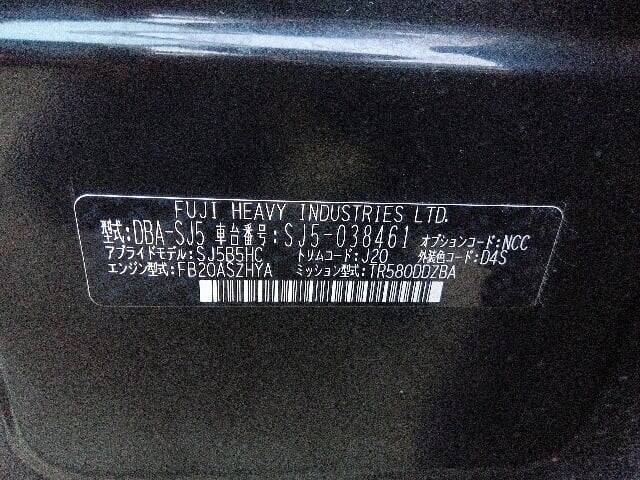 FUJI HEAVY INDUSTRIES LTD.
型式:DBA-SJ5 車台番号:SJ5-038461 オプションコード:NCC
アプライドモデル:SJ5B5HC トリムコード:J20 外装色コード:D4S
エンジン型式:FB20ASZHYA ミッション型式:TR580DDZBA